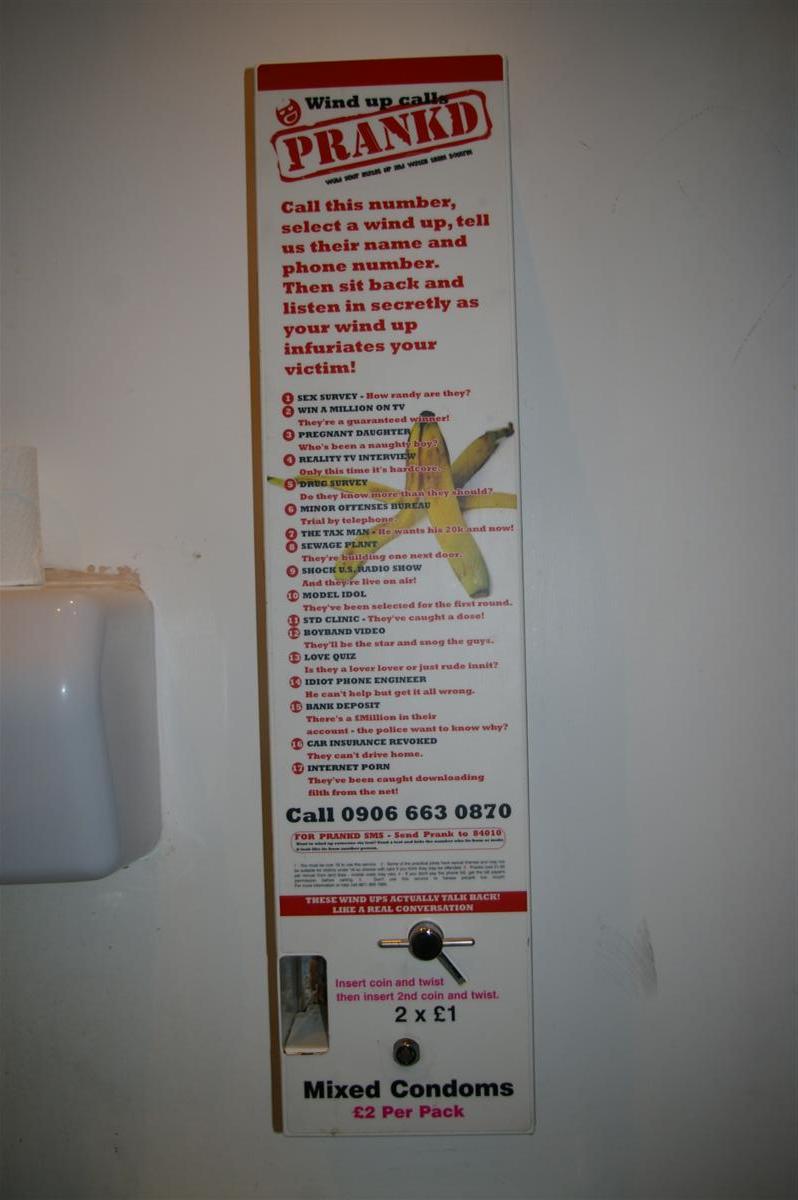 Wind up calls
PRANKD
Call this number,
select a wind up, tell
us their name and
phone number.
Then sit back and
listen in secretly as
your wind up
infuriates your
victim!
1 SEX SURVEY - How randy are they?
2 WIN A MILLION ON TV
They're a guaranteed winner!
3 PREGNANT DAUGHTER
Who's been a naughty boy?
4 REALITY TV INTERVIEW
Only this time it's hardcore.
5 DRUG SURVEY
Do they know more than they should?
6 MINOR OFFENSES BUREAU
Trial by telephone.
7 THE TAX MAN - He wants his 20k and now!
8 SEWAGE PLANT
They're building one next door.
9 SHOCK U.S. RADIO SHOW
And they're live on air!
10 MODEL IDOL
They've been selected for the first round.
11 STD CLINIC - They've caught a dose!
12 BOYBAND VIDEO
They'll be the star and snog the guys.
13 LOVE QUIZ
Is they a lover lover or just rude innit?
14 IDIOT PHONE ENGINEER
He can't help but get it all wrong.
15 BANK DEPOSIT
There's a £Million in their
account - the police want to know why?
16 CAR INSURANCE REVOKED
They can't drive home.
17 INTERNET PORN
They've been caught downloading
filth from the net!
Call 0906 663 0870
FOR PRANKD SMS - Send Prank to 84010
THESE WIND UPS ACTUALLY TALK BACK!
LIKE A REAL CONVERSATION
Insert coin and twist
then insert 2nd coin and twist.
2 x £1
Mixed Condoms
£2 Per Pack